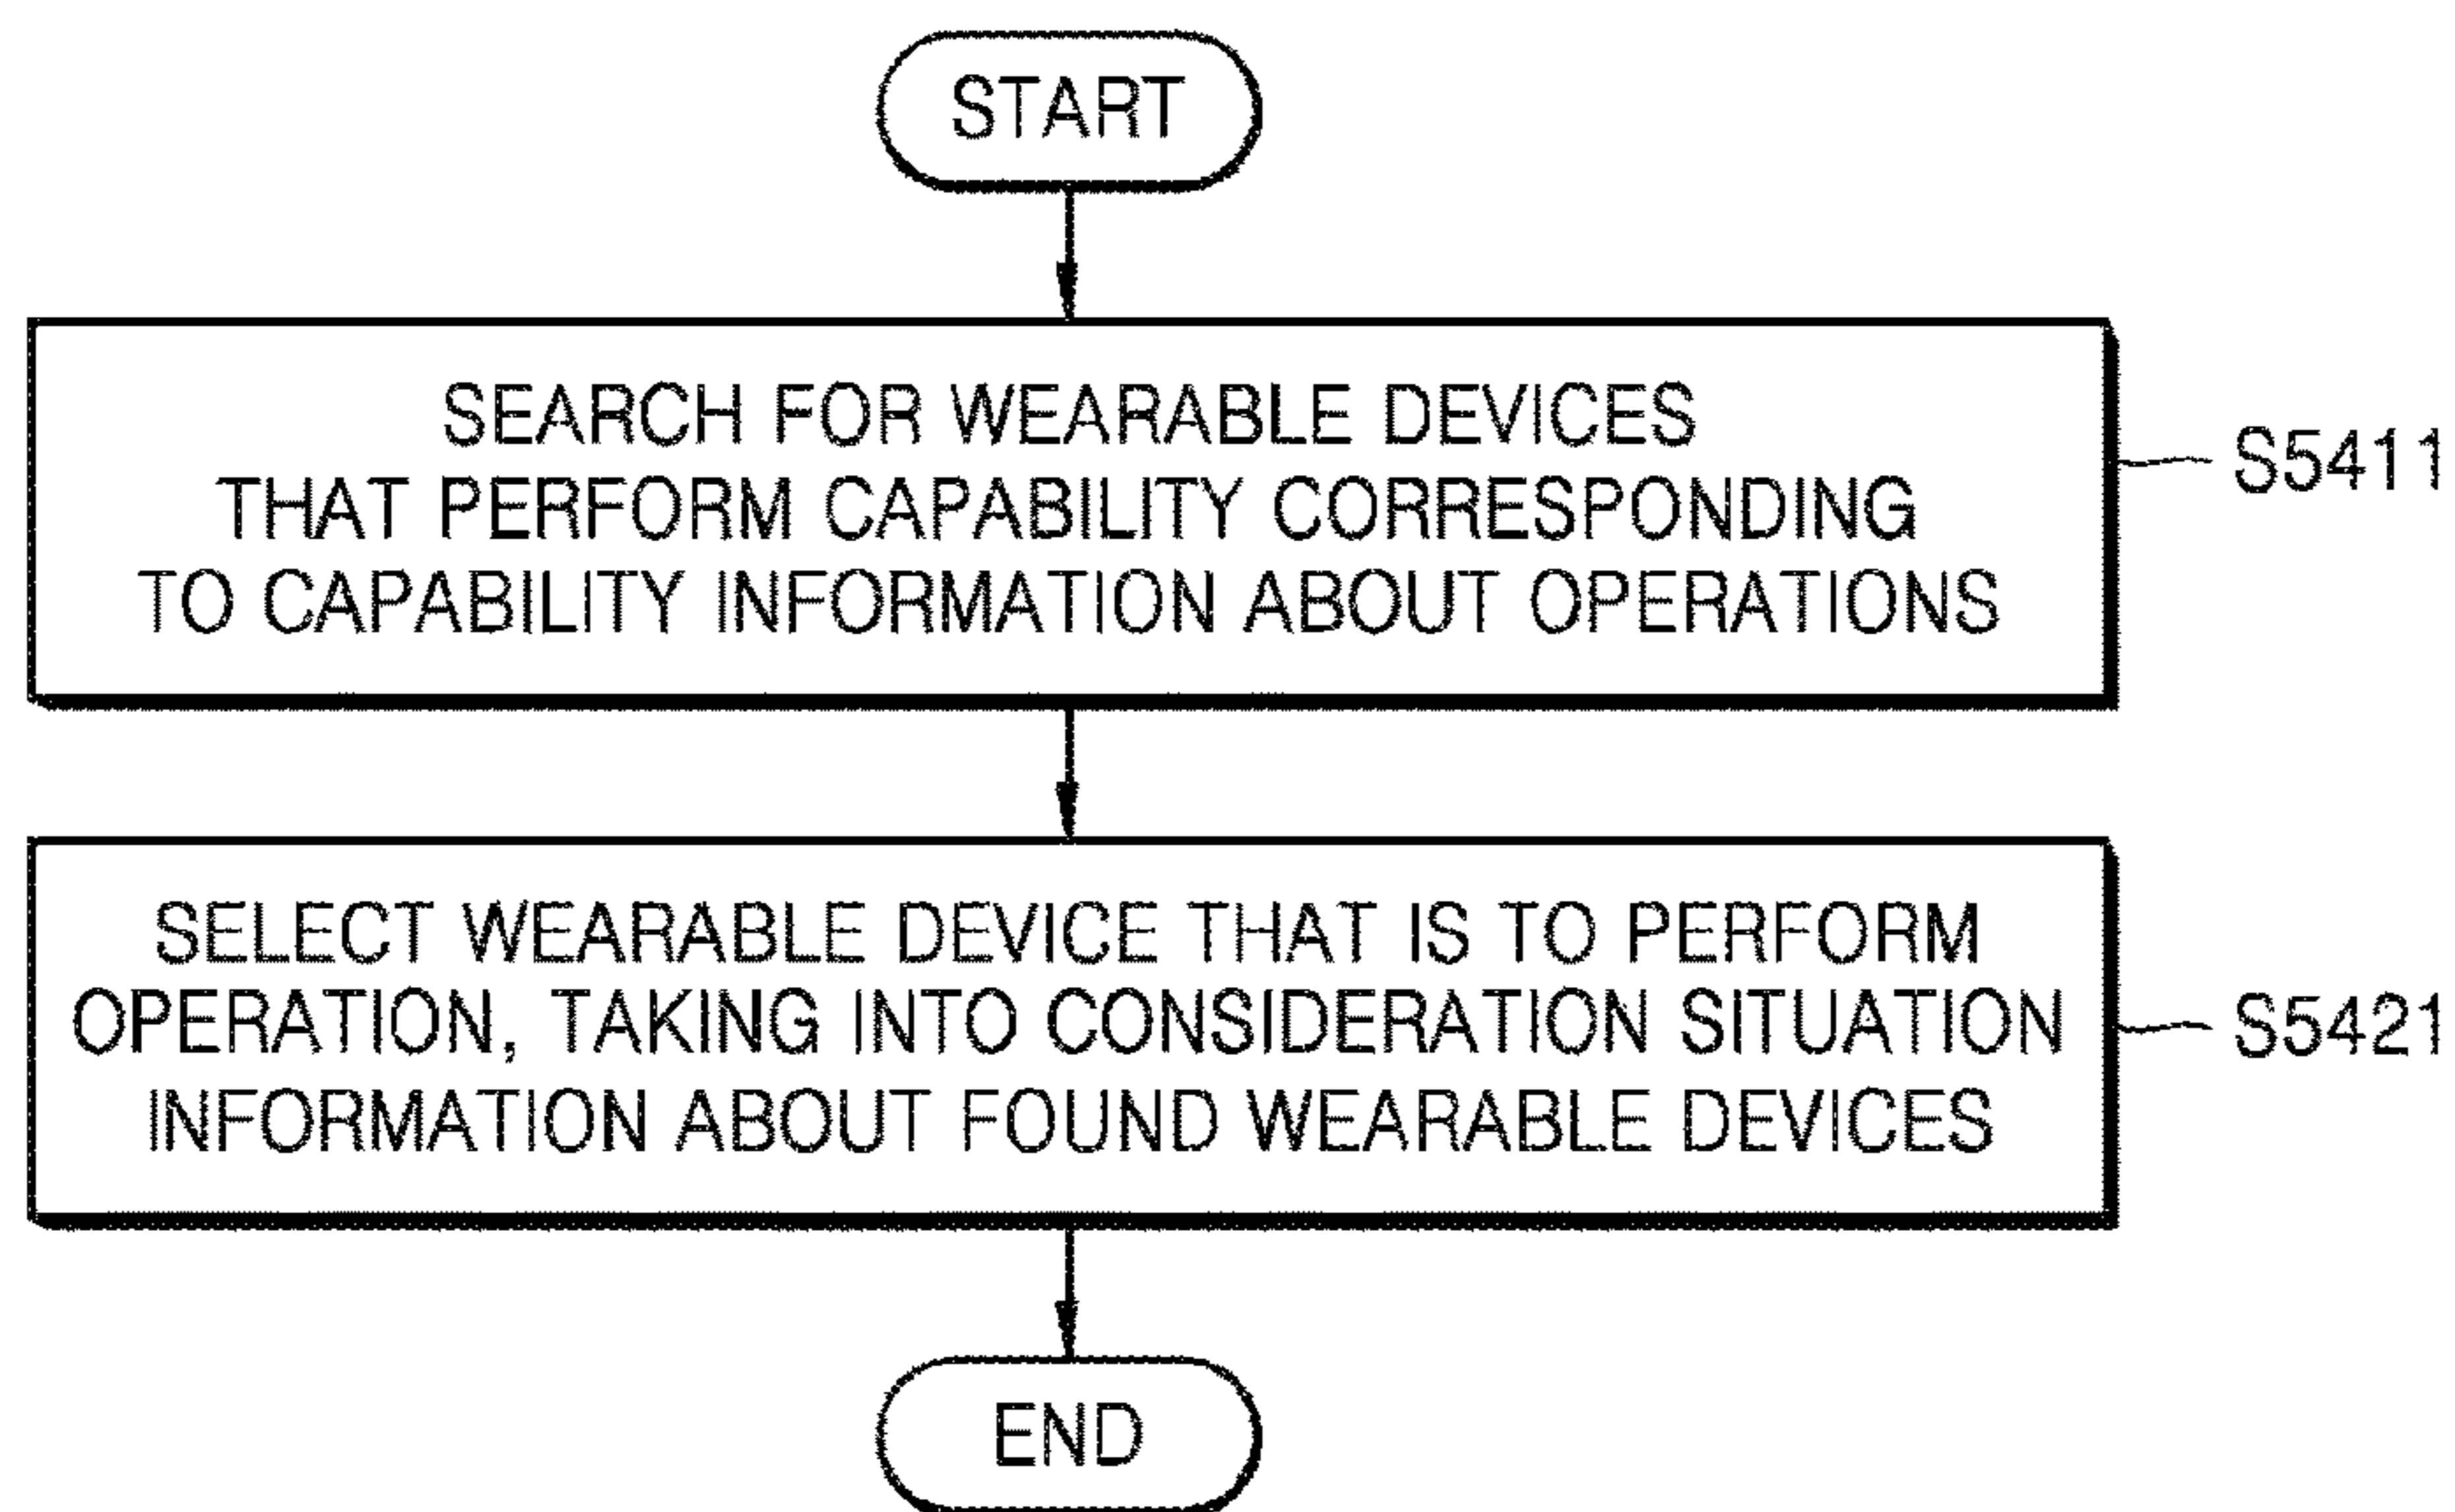 START
SEARCH FOR WEARABLE DEVICES
THAT PERFORM CAPABILITY CORRESPONDING
TO CAPABILITY INFORMATION ABOUT OPERATIONS
S5411
SELECT WEARABLE DEVICE THAT IS TO PERFORM
OPERATION, TAKING INTO CONSIDERATION SITUATION
INFORMATION ABOUT FOUND WEARABLE DEVICES
S5421
END